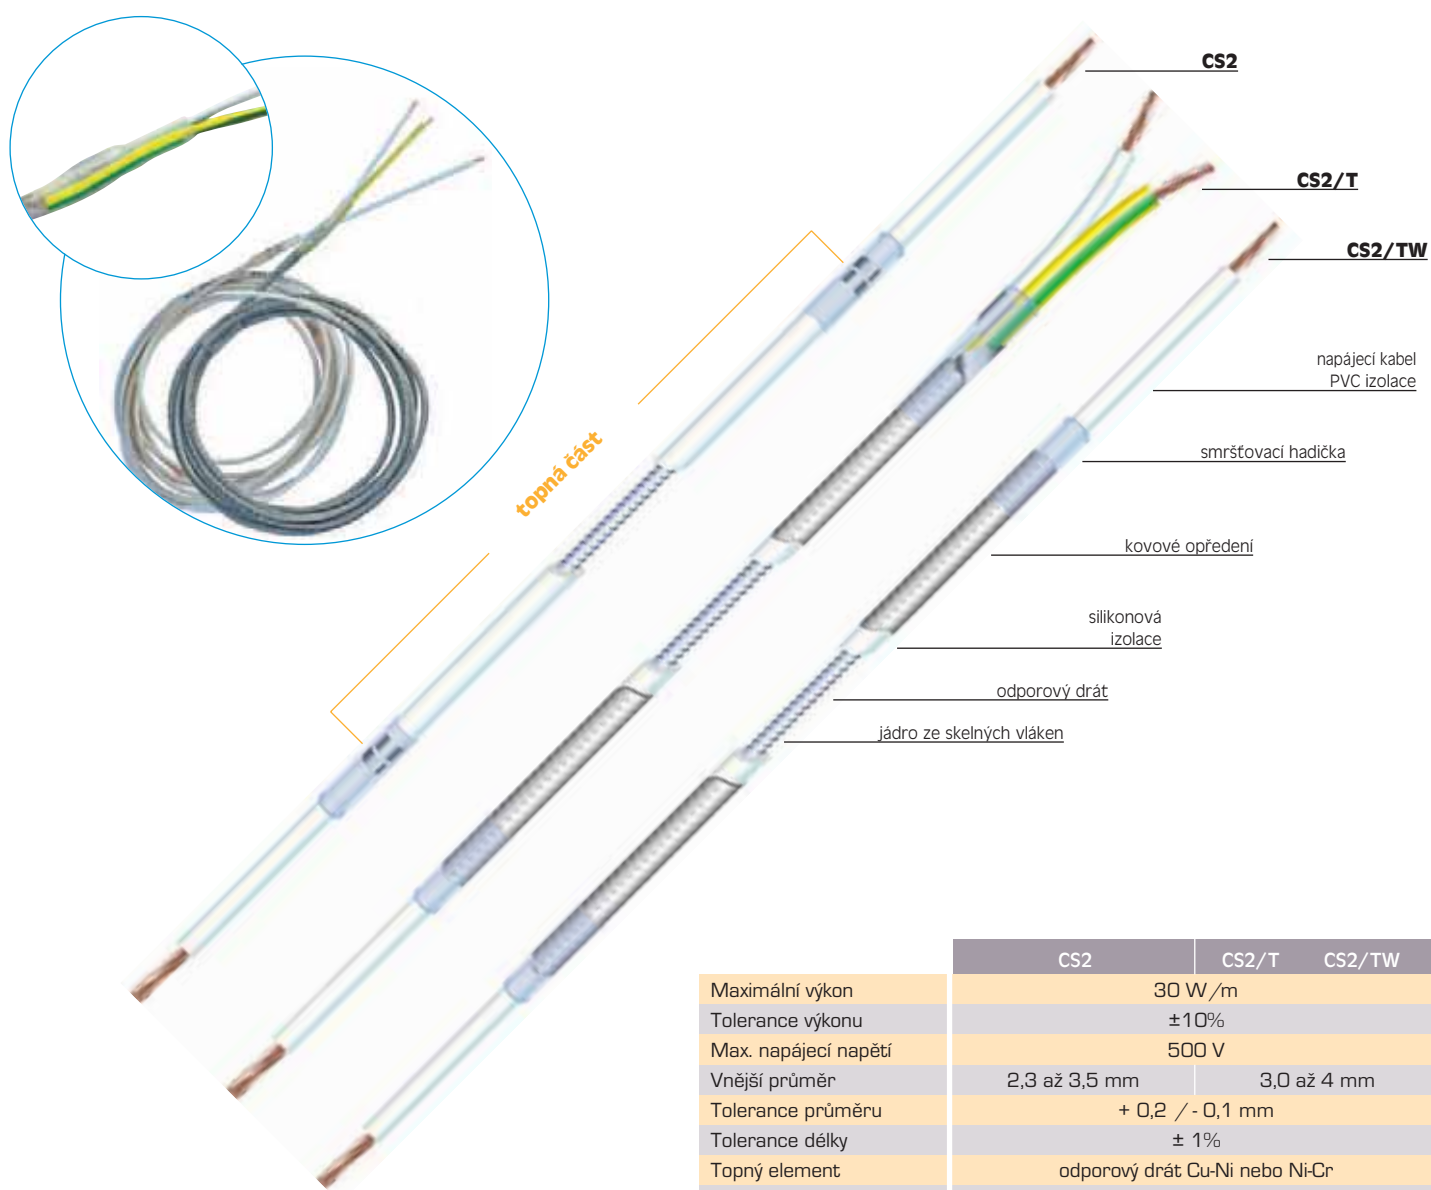 CS2
CS2/T
CS2/TW
napájecí kabel
PVC izolace
topná část
smršťovací hadička
kovové opředení
silikonová
izolace
odporový drát
jádro ze skelných vláken
CS2 CS2/T CS2/TW
Maximální výkon 30 W/m
Tolerance výkonu ±10%
Max. napájecí napětí 500 V
Vnější průměr 2,3 až 3,5 mm 3,0 až 4 mm
Tolerance průměru + 0,2 / - 0,1 mm
Tolerance délky ± 1%
Topný element odporový drát Cu-Ni nebo Ni-Cr